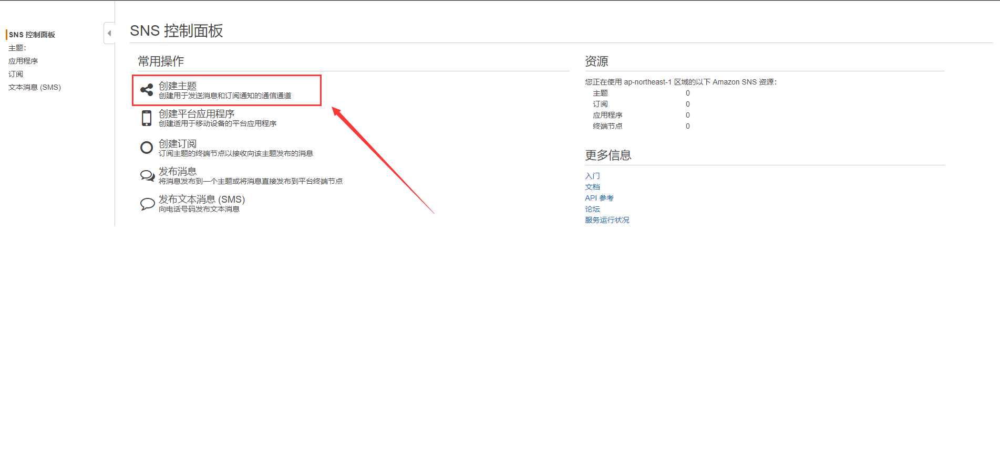 SNS 控制面板
主题:
应用程序
订阅
文本消息 (SMS)
SNS 控制面板
常用操作
创建主题
创建用于发送消息和订阅通知的通信通道
创建平台应用程序
创建适用于移动设备的平台应用程序
创建订阅
订阅主题的终端节点以接收向该主题发布的消息
发布消息
将消息发布到一个主题或将消息直接发布到平台终端节点
发布文本消息 (SMS)
向电话号码发布文本消息
资源
您正在使用 ap-northeast-1 区域的以下 Amazon SNS 资源:
主题 0
订阅 0
应用程序 0
终端节点 0
更多信息
入门
文档
API 参考
论坛
服务运行状况